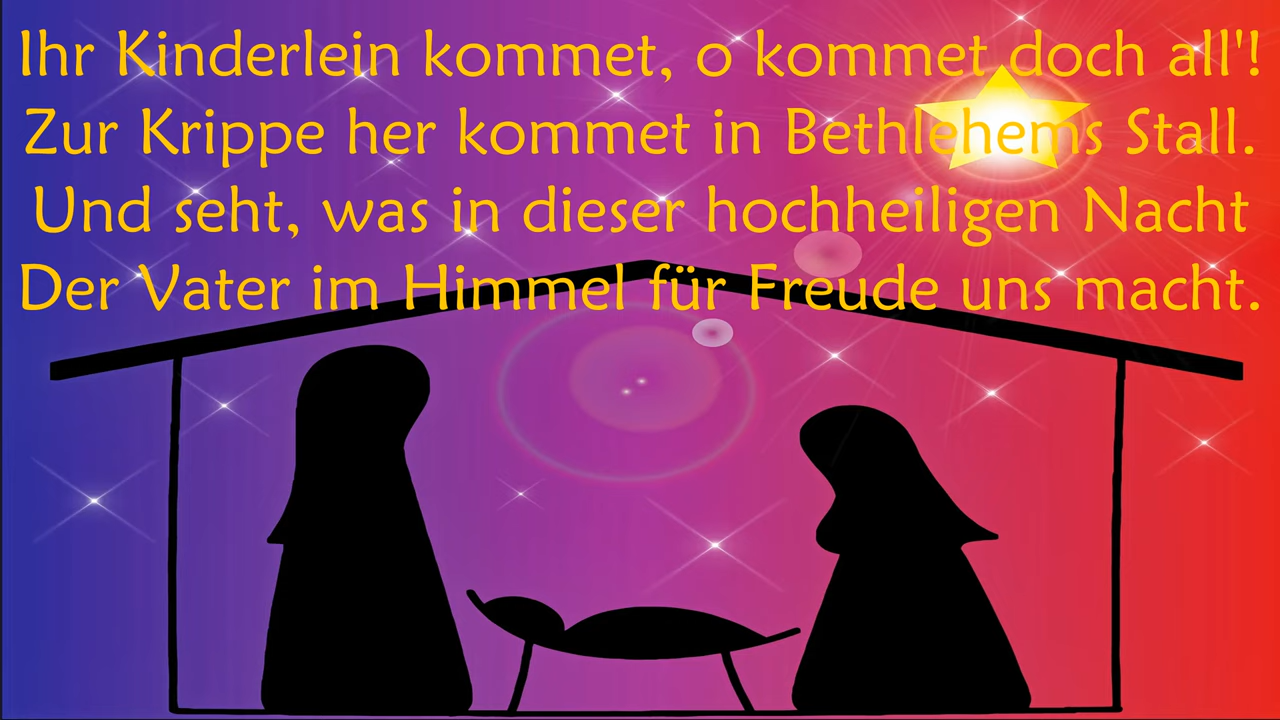 Ihr Kinderlein kommet, o kommet doch all'!
Zur Krippe her kommet in Bethlehems Stall.
Und seht, was in dieser hochheiligen Nacht
Der Vater im Himmel für Freude uns macht.